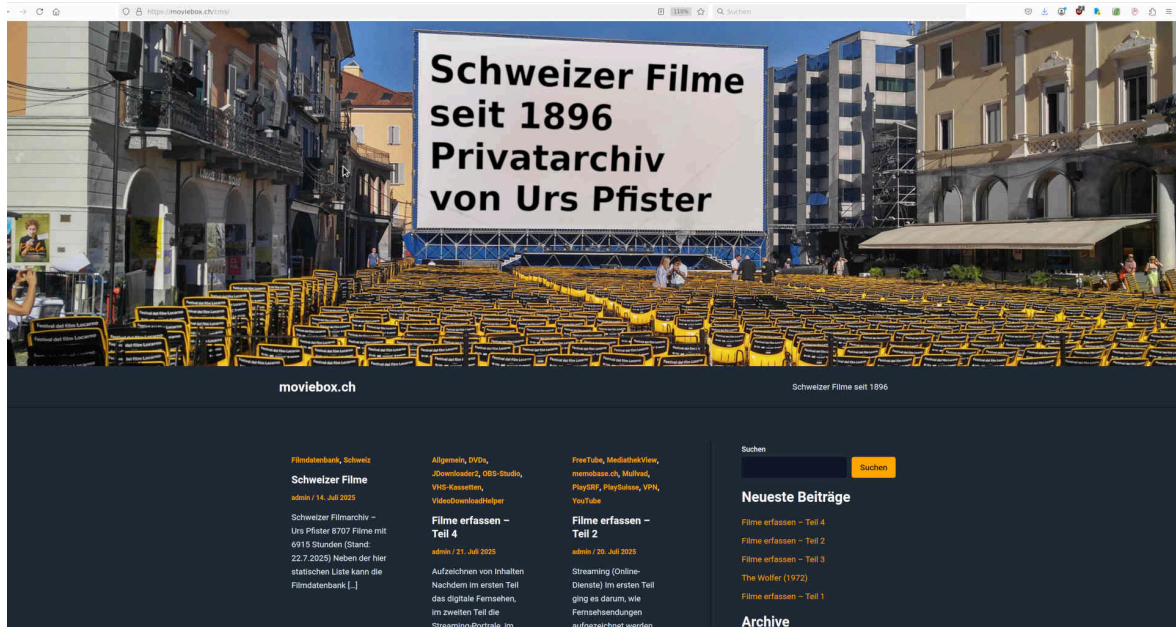 https://moviebox.ch/cms/
110%
Suchen
Schweizer Filme
seit 1896
Privatarchiv
von Urs Pfister
moviebox.ch
Schweizer Filme seit 1896
Filmdatenbank, Schweiz
Schweizer Filme
admin / 14. Juli 2025
Schweizer Filmarchiv –
Urs Pfister 8707 Filme mit
6915 Stunden (Stand:
22.7.2025) Neben der hier
statischen Liste kann die
Filmdatenbank [...]
Allgemein, DVDs,
JDownloader2, OBS-Studio,
VHS-Kassetten,
VideoDownloadHelper
Filme erfassen –
Teil 4
admin / 21. Juli 2025
Aufzeichnen von Inhalten
Nachdem im ersten Teil
das digitale Fernsehen,
im zweiten Teil die
Streaming-Portale, im
FreeTube, MediathekView,
memobase.ch, Mullvad,
PlaySRF, PlaySuisse, VPN,
YouTube
Filme erfassen –
Teil 2
admin / 20. Juli 2025
Streaming (Online-
Dienste) Im ersten Teil
ging es darum, wie
Fernsehsendungen
aufgezeichnet werden
Suchen
Suchen
Neueste Beiträge
Filme erfassen – Teil 4
Filme erfassen – Teil 2
Filme erfassen – Teil 3
The Wolfer (1972)
Filme erfassen – Teil 1
Archive